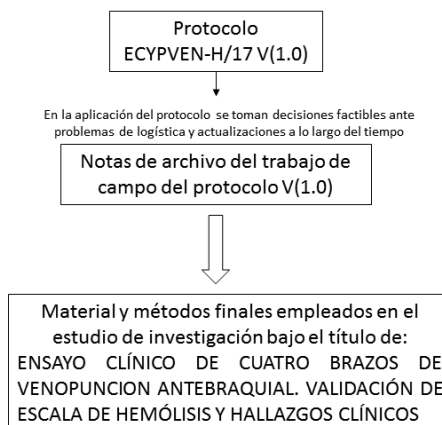 Protocolo
ECYPVEN-H/17 V(1.0)
En la aplicación del protocolo se toman decisiones factibles ante
problemas de logística y actualizaciones a lo largo del tiempo
Notas de archivo del trabajo de
campo del protocolo V(1.0)
Material y métodos finales empleados en el
estudio de investigación bajo el título de:
ENSAYO CLÍNICO DE CUATRO BRAZOS DE
VENOPUNCION ANTEBRAQUIAL. VALIDACIÓN DE
ESCALA DE HEMÓLISIS Y HALLAZGOS CLÍNICOS